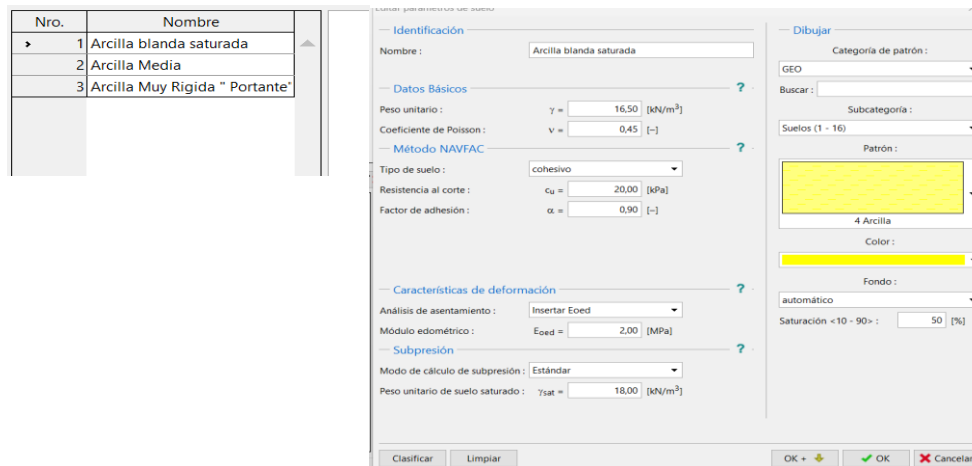 Nro. Nombre
1 Arcilla blanda saturada
2 Arcilla Media
3 Arcilla Muy Rigida " Portante"
Editar parámetros de suelo
Identificación
Nombre : Arcilla blanda saturada
Datos Básicos ?
Peso unitario : γ = 16,50 [kN/m³]
Coeficiente de Poisson : ν = 0,45 [–]
Método NAVFAC ?
Tipo de suelo : cohesivo
Resistencia al corte : cu = 20,00 [kPa]
Factor de adhesión : α = 0,90 [–]
Características de deformación ?
Análisis de asentamiento : Insertar Eoed
Módulo edométrico : Eoed = 2,00 [MPa]
Subpresión ?
Modo de cálculo de subpresión : Estándar
Peso unitario de suelo saturado : γsat = 18,00 [kN/m³]
Dibujar
Categoría de patrón :
GEO
Buscar :
Subcategoría :
Suelos (1 - 16)
Patrón :
4 Arcilla
Color :
Fondo :
automático
Saturación <10 - 90> : 50 [%]
Clasificar Limpiar OK + OK Cancelar